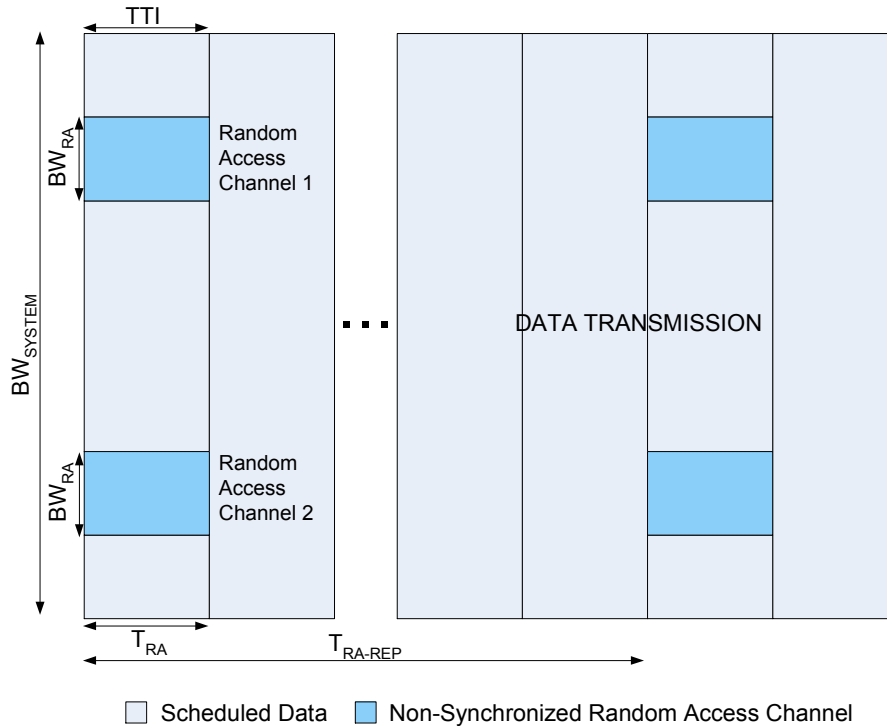 TTI
BW_RA
Random
Access
Channel 1
BW_SYSTEM
DATA TRANSMISSION
BW_RA
Random
Access
Channel 2
T_RA
T_RA-REP
Scheduled Data
Non-Synchronized Random Access Channel